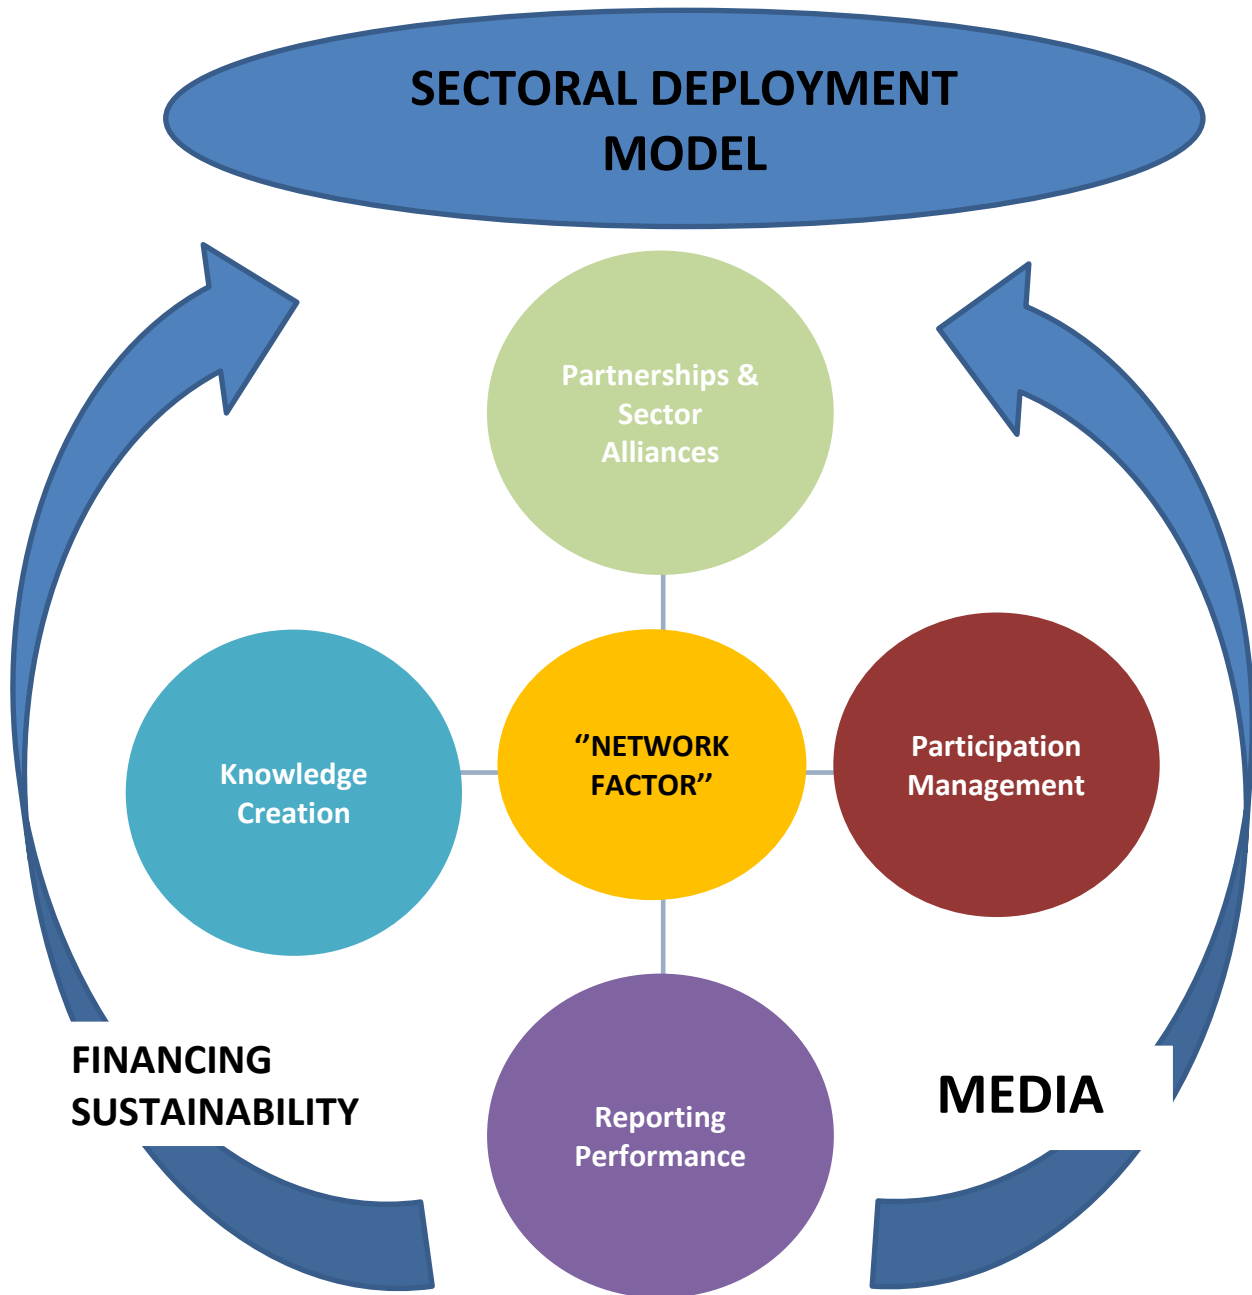 SECTORAL DEPLOYMENT
MODEL
Partnerships &
Sector
Alliances
Knowledge
Creation
‘’NETWORK
FACTOR’’
Participation
Management
FINANCING
SUSTAINABILITY
Reporting
Performance
MEDIA